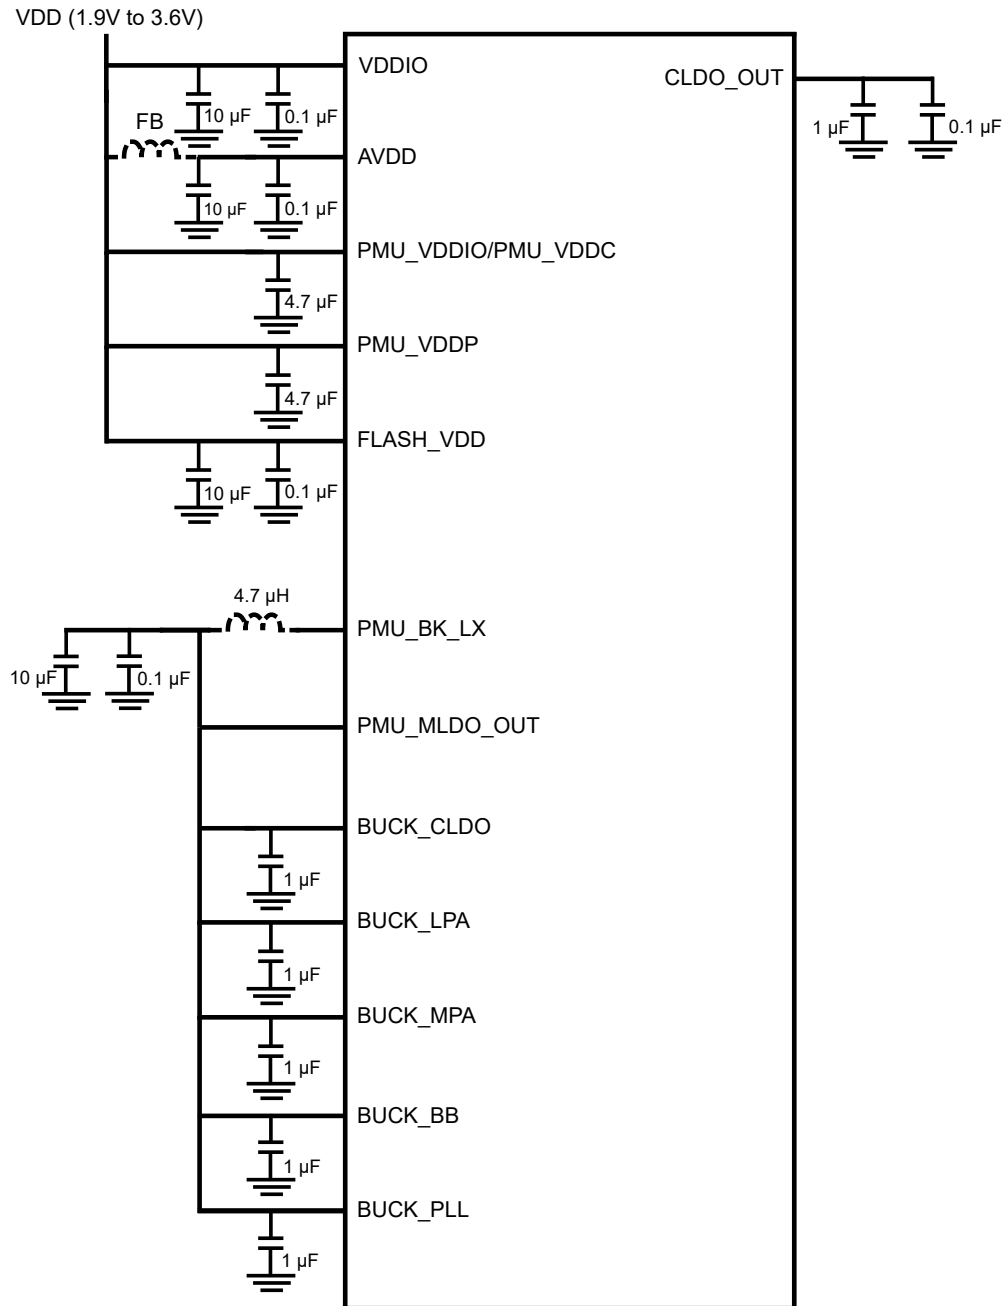 VDD (1.9V to 3.6V)
VDDIO
CLDO_OUT
10 µF
0.1 µF
1 µF
0.1 µF
FB
AVDD
10 µF
0.1 µF
PMU_VDDIO/PMU_VDDC
4.7 µF
PMU_VDDP
4.7 µF
FLASH_VDD
10 µF
0.1 µF
4.7 µH
PMU_BK_LX
10 µF
0.1 µF
PMU_MLDO_OUT
BUCK_CLDO
1 µF
BUCK_LPA
1 µF
BUCK_MPA
1 µF
BUCK_BB
1 µF
BUCK_PLL
1 µF